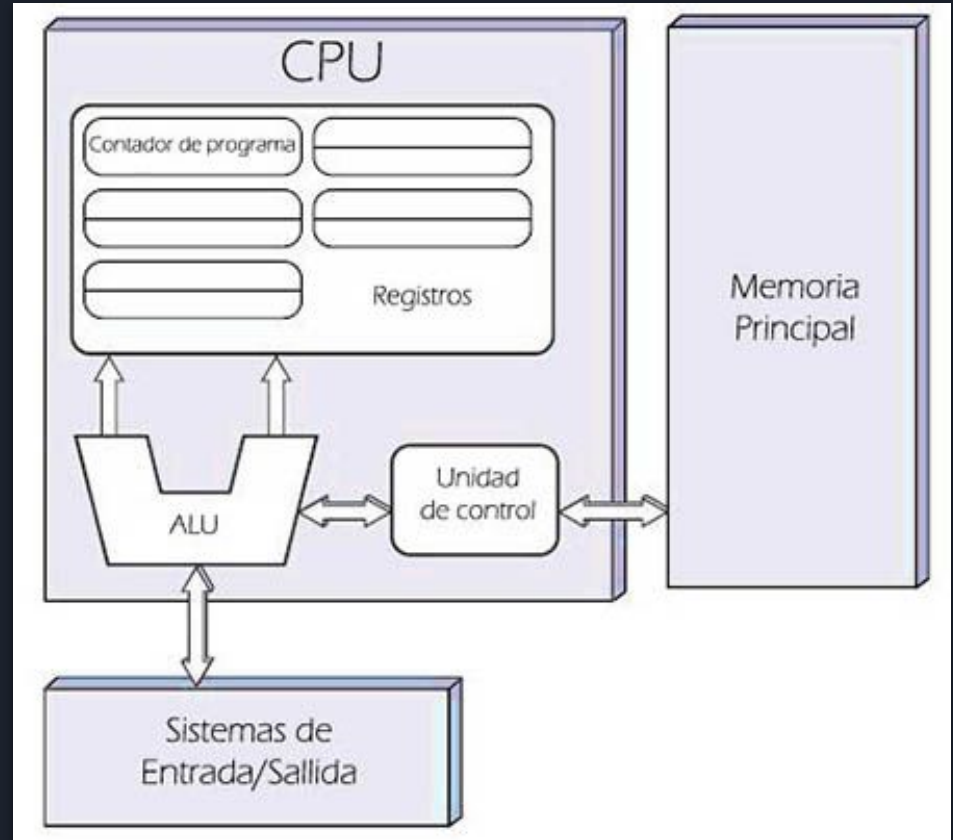 CPU
Contador de programa
Registros
Memoria
Principal
Unidad
de control
ALU
Sistemas de
Entrada/Sallida